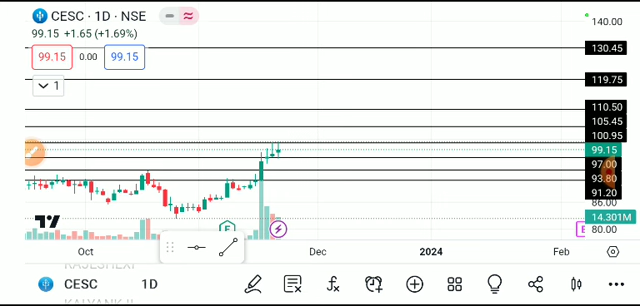 CESC · 1D · NSE
99.15 +1.65 (+1.69%)
99.15 0.00 99.15
1
140.00
130.45
119.75
110.50
105.45
100.95
99.15
97.00
93.80
91.20
86.00
14.301M
80.00
E
E
Oct Dec 2024 Feb
CESC 1D